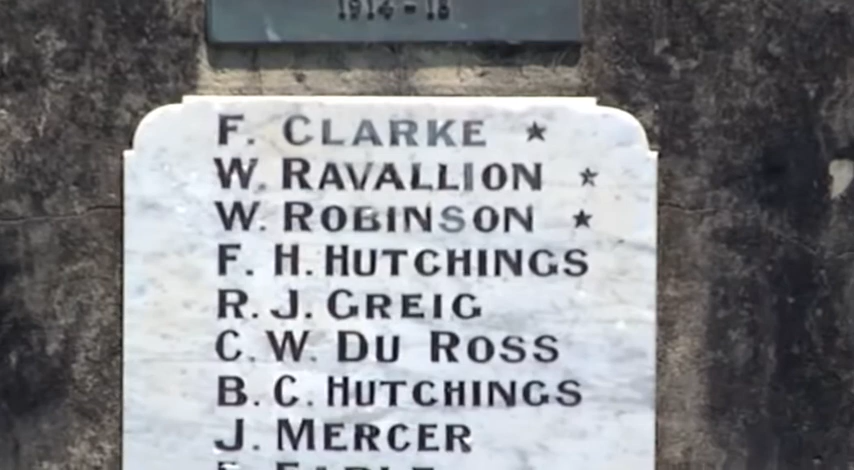 1914-18
F. CLARKE ★
W. RAVALLION ★
W. ROBINSON ★
F. H. HUTCHINGS
R. J. GREIG
C. W. DU ROSS
B. C. HUTCHINGS
J. MERCER